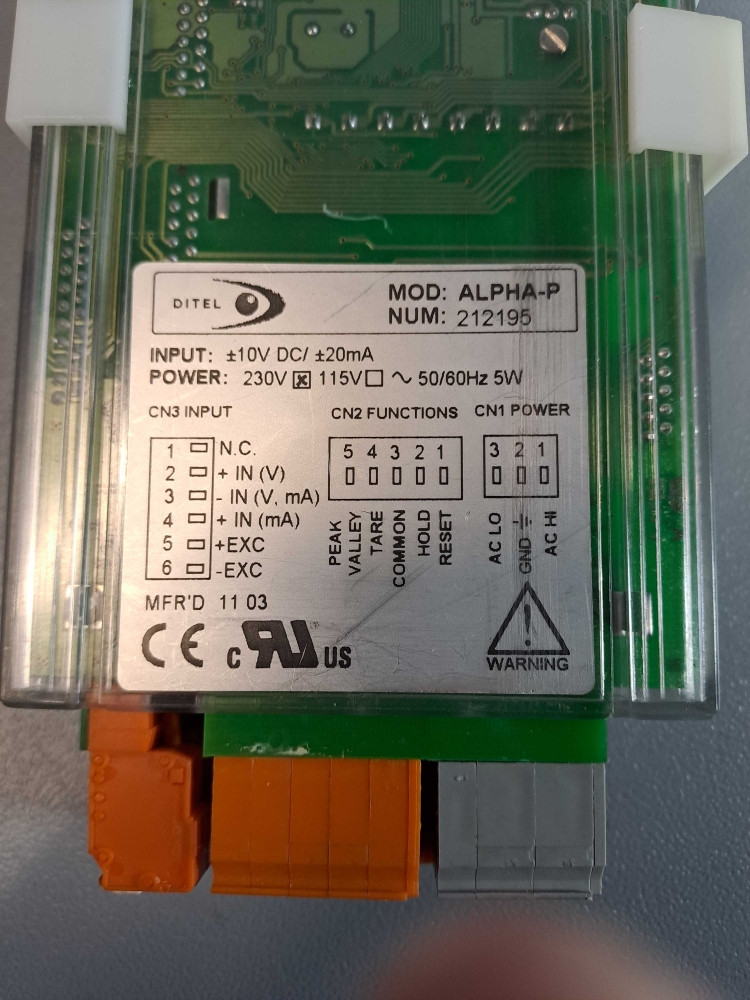 DITEL
MOD: ALPHA-P
NUM: 212195
INPUT: ±10V DC/ ±20mA
POWER: 230V☒ 115V☐ ~ 50/60Hz 5W
CN3 INPUT
1 N.C.
2 + IN (V)
3 - IN (V, mA)
4 + IN (mA)
5 +EXC
6 -EXC
CN2 FUNCTIONS
5 4 3 2 1
PEAK
VALLEY
TARE
COMMON
HOLD
RESET
CN1 POWER
3 2 1
AC LO
GND
AC HI
MFR'D 11 03
CE
c RU US
!
WARNING